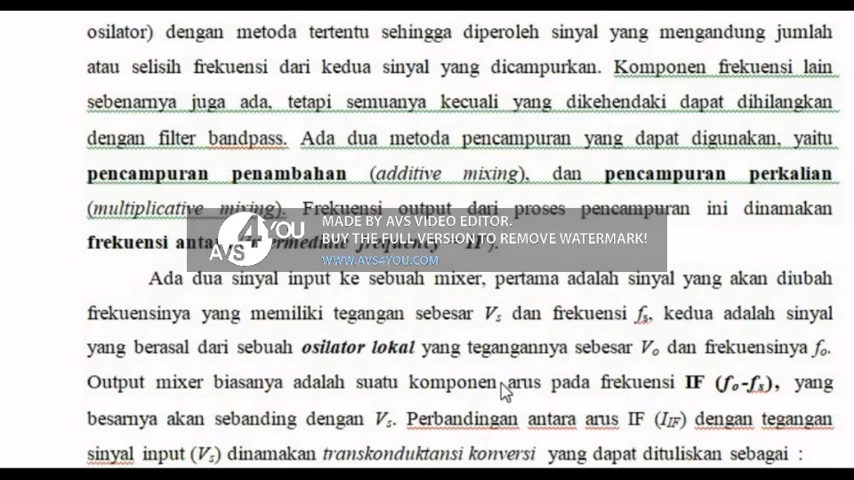 osilator) dengan metoda tertentu sehingga diperoleh sinyal yang mengandung jumlah
atau selisih frekuensi dari kedua sinyal yang dicampurkan. Komponen frekuensi lain
sebenarnya juga ada, tetapi semuanya kecuali yang dikehendaki dapat dihilangkan
dengan filter bandpass. Ada dua metoda pencampuran yang dapat digunakan, yaitu
pencampuran penambahan (additive mixing), dan pencampuran perkalian
(multiplicative mixing). Frekuensi output dari proses pencampuran ini dinamakan
frekuensi frequency IF).
AVS 4 YOU
MADE BY AVS VIDEO EDITOR.
BUY THE FULL VERSION TO REMOVE WATERMARK!
WWW.AVS4YOU.COM
Ada dua sinyal input ke sebuah mixer, pertama adalah sinyal yang akan diubah
frekuensinya yang memiliki tegangan sebesar Vs dan frekuensi fs, kedua adalah sinyal
yang berasal dari sebuah osilator lokal yang tegangannya sebesar Vo dan frekuensinya fo.
Output mixer biasanya adalah suatu komponen arus pada frekuensi IF (fo-fs), yang
besarnya akan sebanding dengan Vs. Perbandingan antara arus IF (IIF) dengan tegangan
sinyal input (Vs) dinamakan transkonduktansi konversi yang dapat dituliskan sebagai :